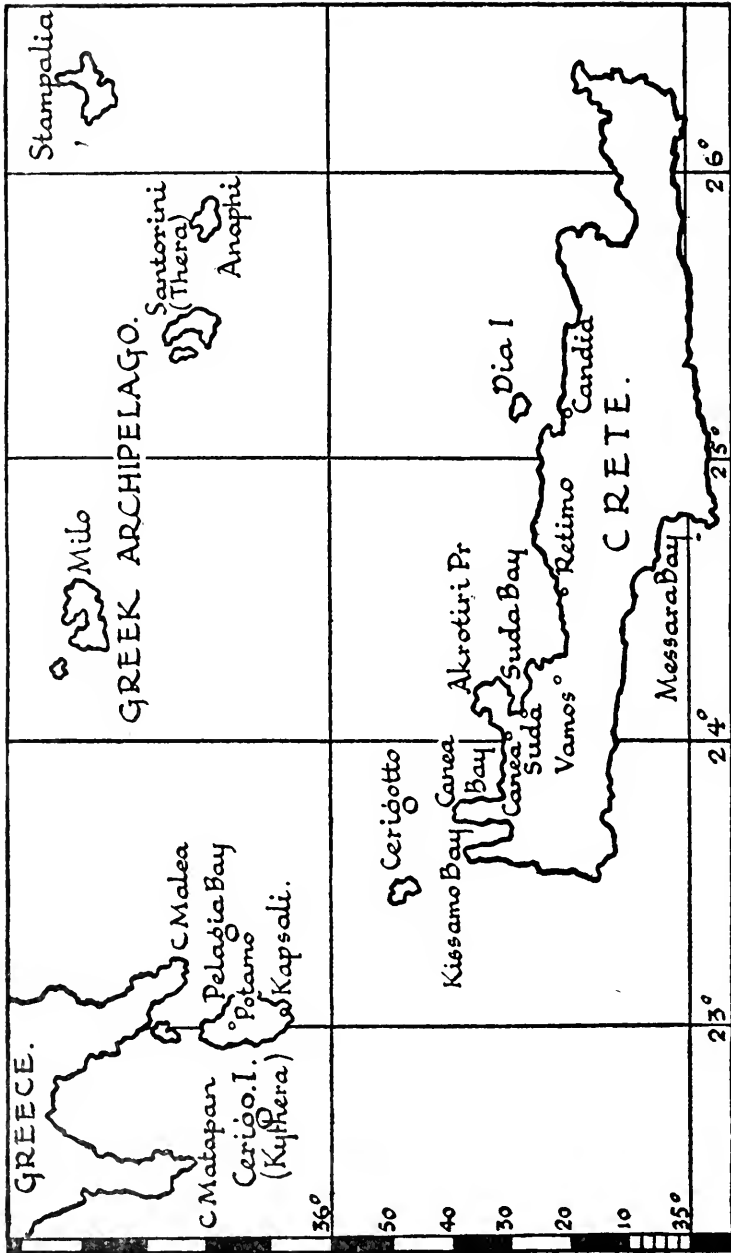 GREECE.
C Malea
Pelagia Bay
Potamo
Kapsali.
C Matapan
Cerigo. I.
(Kythera)
Milo
GREEK ARCHIPELAGO.
Santorini
(Thera)
Anaphi
Stampalia
36°
50
40
30
20
10
35°
Cerigotto
Kissamo Bay
Canea
Bay
Canea
Suda
Vamos
Akrotiri Pr
Suda Bay
Retimo
Dia I
Candia
CRETE.
Messara Bay
23°
24°
25°
26°